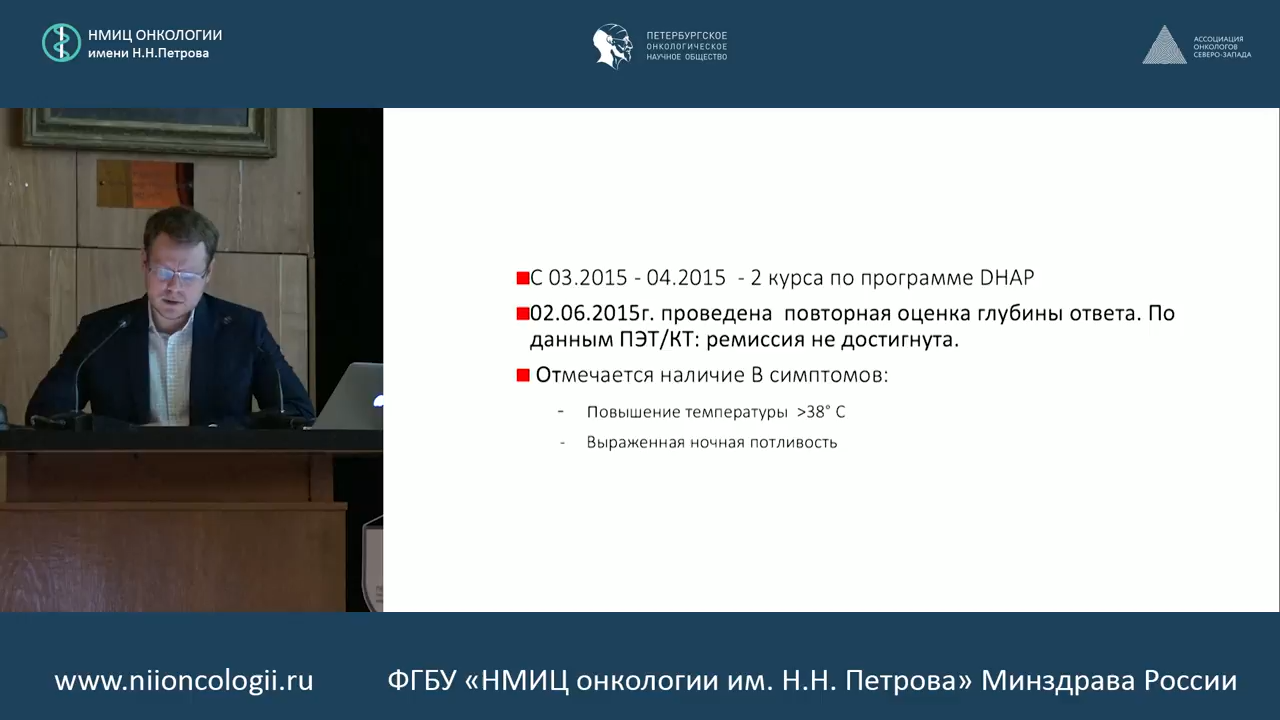 НМИЦ ОНКОЛОГИИ
имени Н.Н.Петрова
ПЕТЕРБУРГСКОЕ
ОНКОЛОГИЧЕСКОЕ
НАУЧНОЕ ОБЩЕСТВО
АССОЦИАЦИЯ
ОНКОЛОГОВ
СЕВЕРО-ЗАПАДА
С 03.2015 - 04.2015 - 2 курса по программе DHAP
02.06.2015г. проведена повторная оценка глубины ответа. По
данным ПЭТ/КТ: ремиссия не достигнута.
Отмечается наличие В симптомов:
- Повышение температуры >38° С
- Выраженная ночная потливость
www.niioncologii.ru
ФГБУ «НМИЦ онкологии им. Н.Н. Петрова» Минздрава России